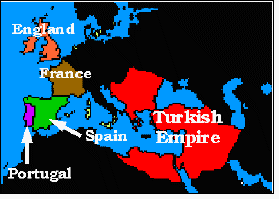 England
France
Turkish
Empire
Spain
Portugal